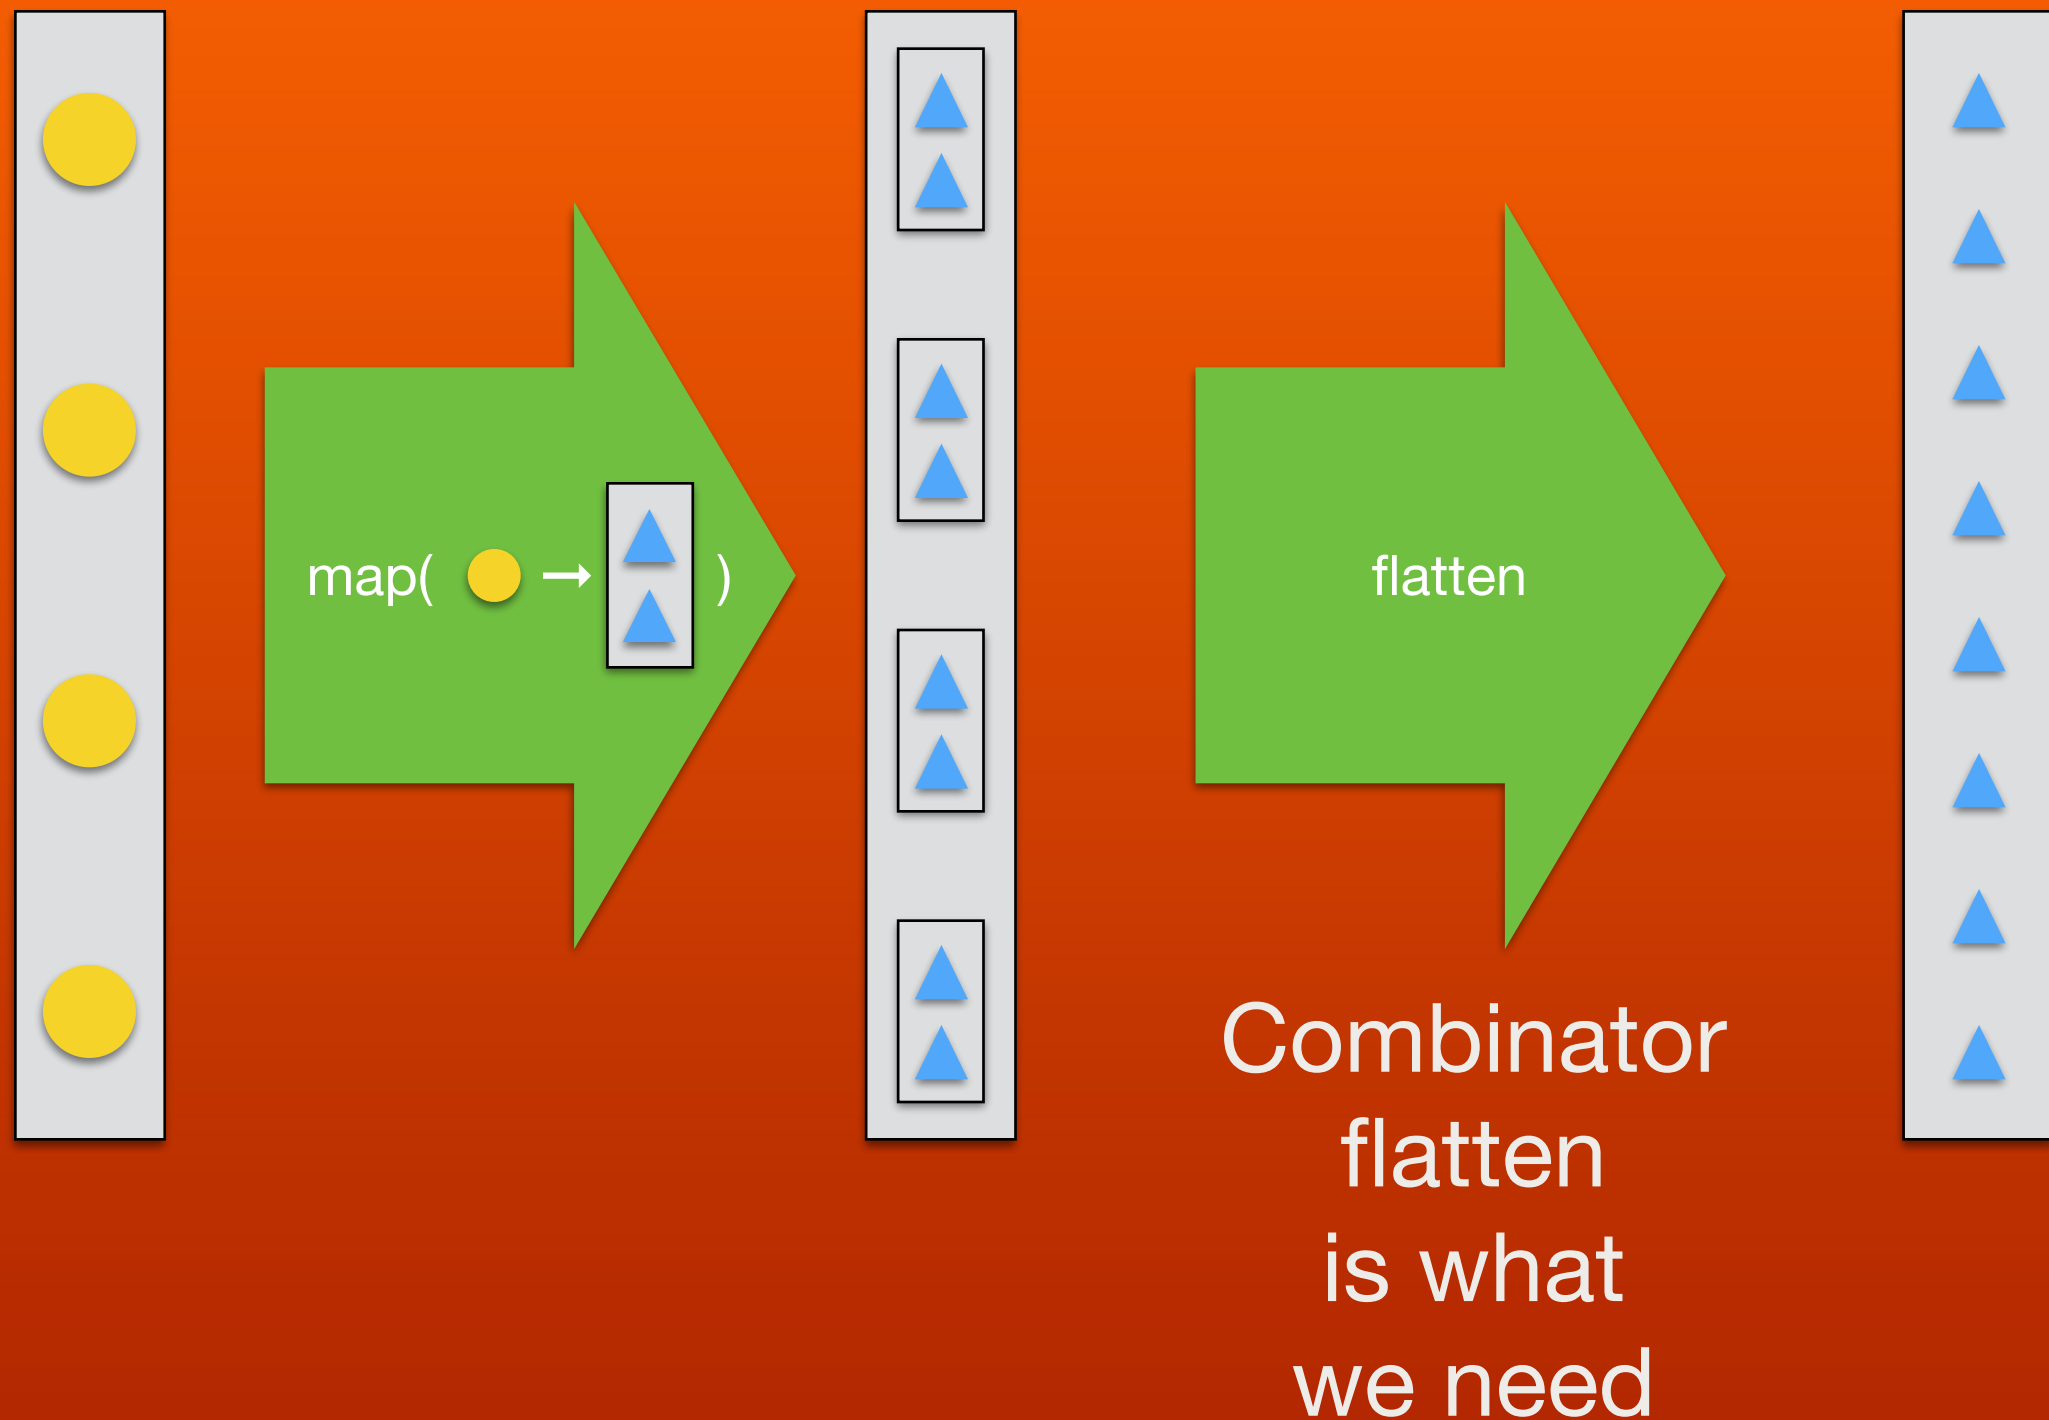 map( → )
flatten
Combinator
flatten
is what
we need